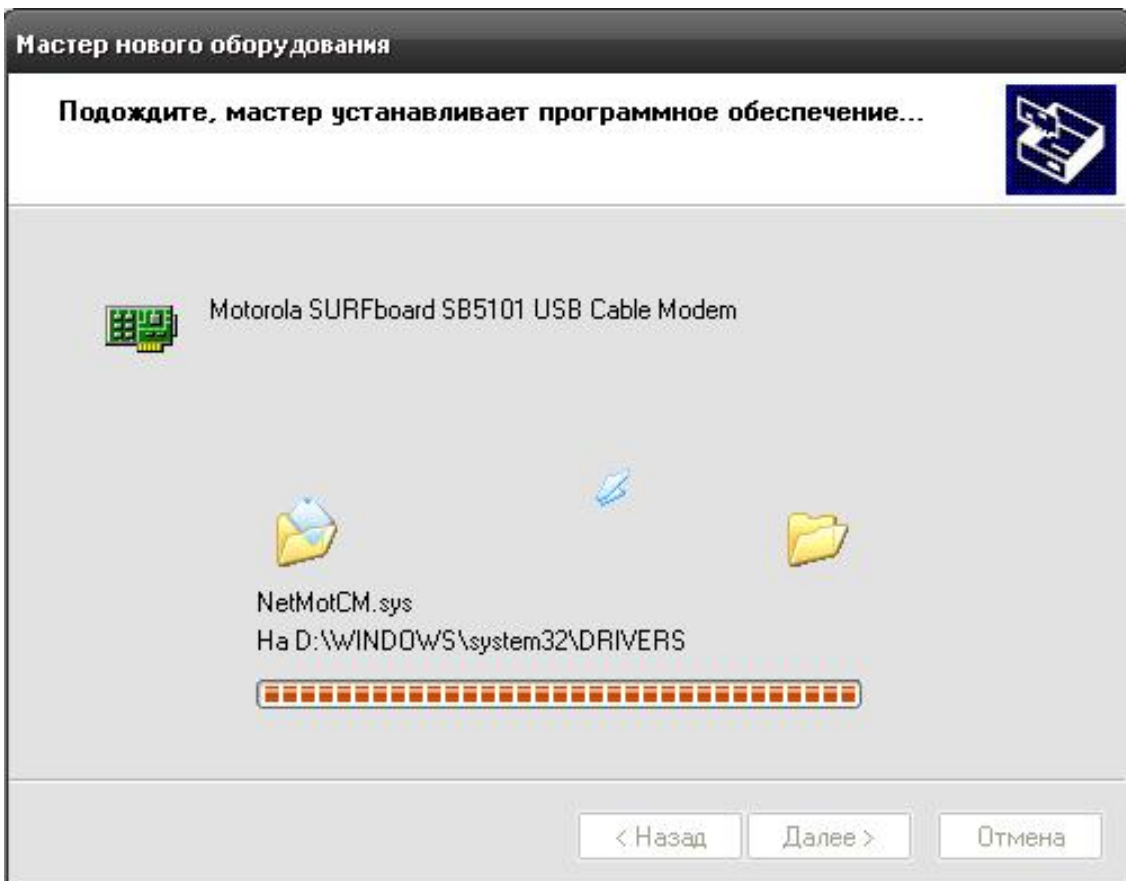 Мастер нового оборудования
Подождите, мастер устанавливает программное обеспечение...
Motorola SURFboard SB5101 USB Cable Modem
NetMotCM.sys
На D:\WINDOWS\system32\DRIVERS
< Назад
Далее >
Отмена